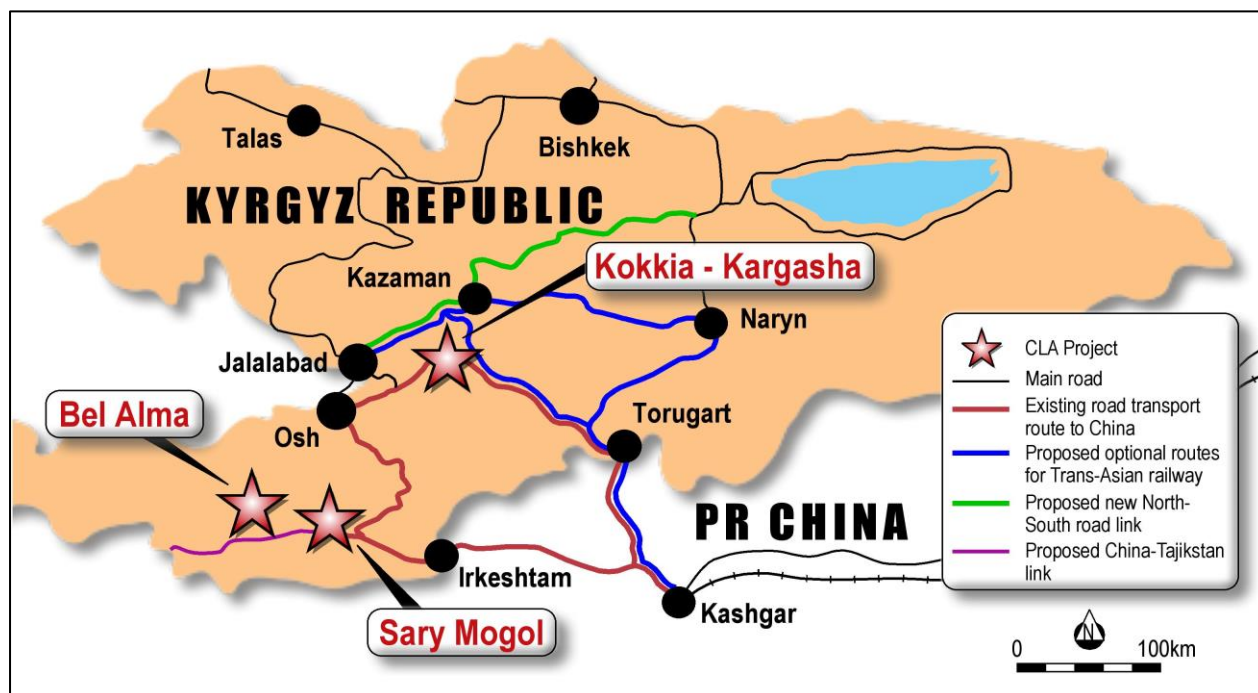 Talas
Bishkek
KYRGYZ REPUBLIC
Kokkia - Kargasha
Kazaman
Naryn
Jalalabad
Bel Alma
Osh
Torugart
PR CHINA
Irkeshtam
Kashgar
Sary Mogol
CLA Project
Main road
Existing road transport
route to China
Proposed optional routes
for Trans-Asian railway
Proposed new North-
South road link
Proposed China-Tajikstan
link
N
0 100km